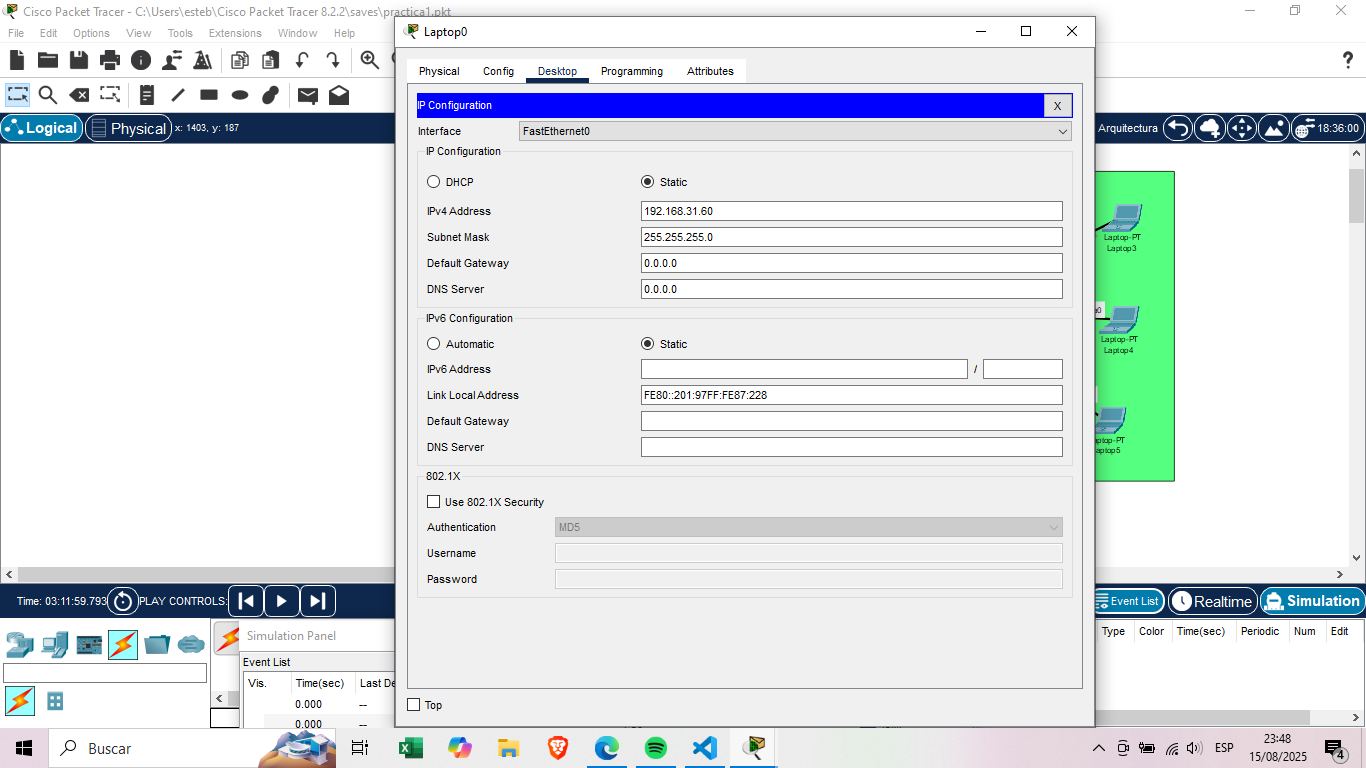 Cisco Packet Tracer - C:\Users\esteb\Cisco Packet Tracer 8.2.2\saves\practica1.pkt
File Edit Options View Tools Extensions Window Help
Laptop0
Physical Config Desktop Programming Attributes
IP Configuration X
Interface FastEthernet0
IP Configuration
DHCP Static
IPv4 Address 192.168.31.60
Subnet Mask 255.255.255.0
Default Gateway 0.0.0.0
DNS Server 0.0.0.0
IPv6 Configuration
Automatic Static
IPv6 Address /
Link Local Address FE80::201:97FF:FE87:228
Default Gateway
DNS Server
802.1X
Use 802.1X Security
Authentication MD5
Username
Password
Top
Logical Physical x: 1403, y: 187
Arquitectura 18:36:00
Laptop-PT
Laptop3
Laptop-PT
Laptop4
ptop-PT
ptop5
Time: 03:11:59.793 PLAY CONTROLS:
Event List Realtime Simulation
Simulation Panel
Event List
Vis. Time(sec) Last De
0.000 --
0.000 --
Type Color Time(sec) Periodic Num Edit
Buscar
ESP
23:48
15/08/2025
4